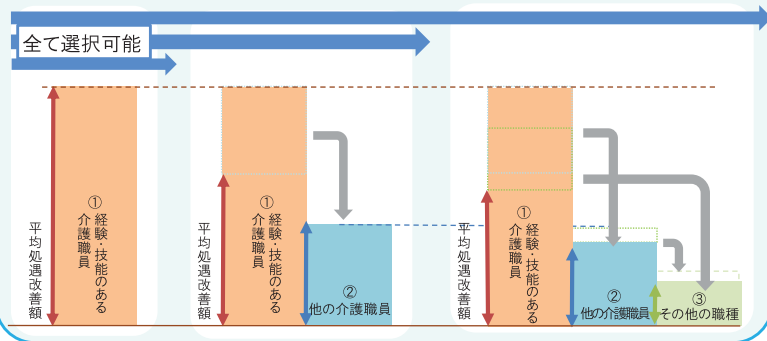 全て選択可能
平均処遇改善額
①
経験・技能のある
介護職員
平均処遇改善額
①
経験・技能のある
介護職員
②
他の介護職員
平均処遇改善額
①
経験・技能のある
介護職員
②
他の介護職員
③
その他の職種